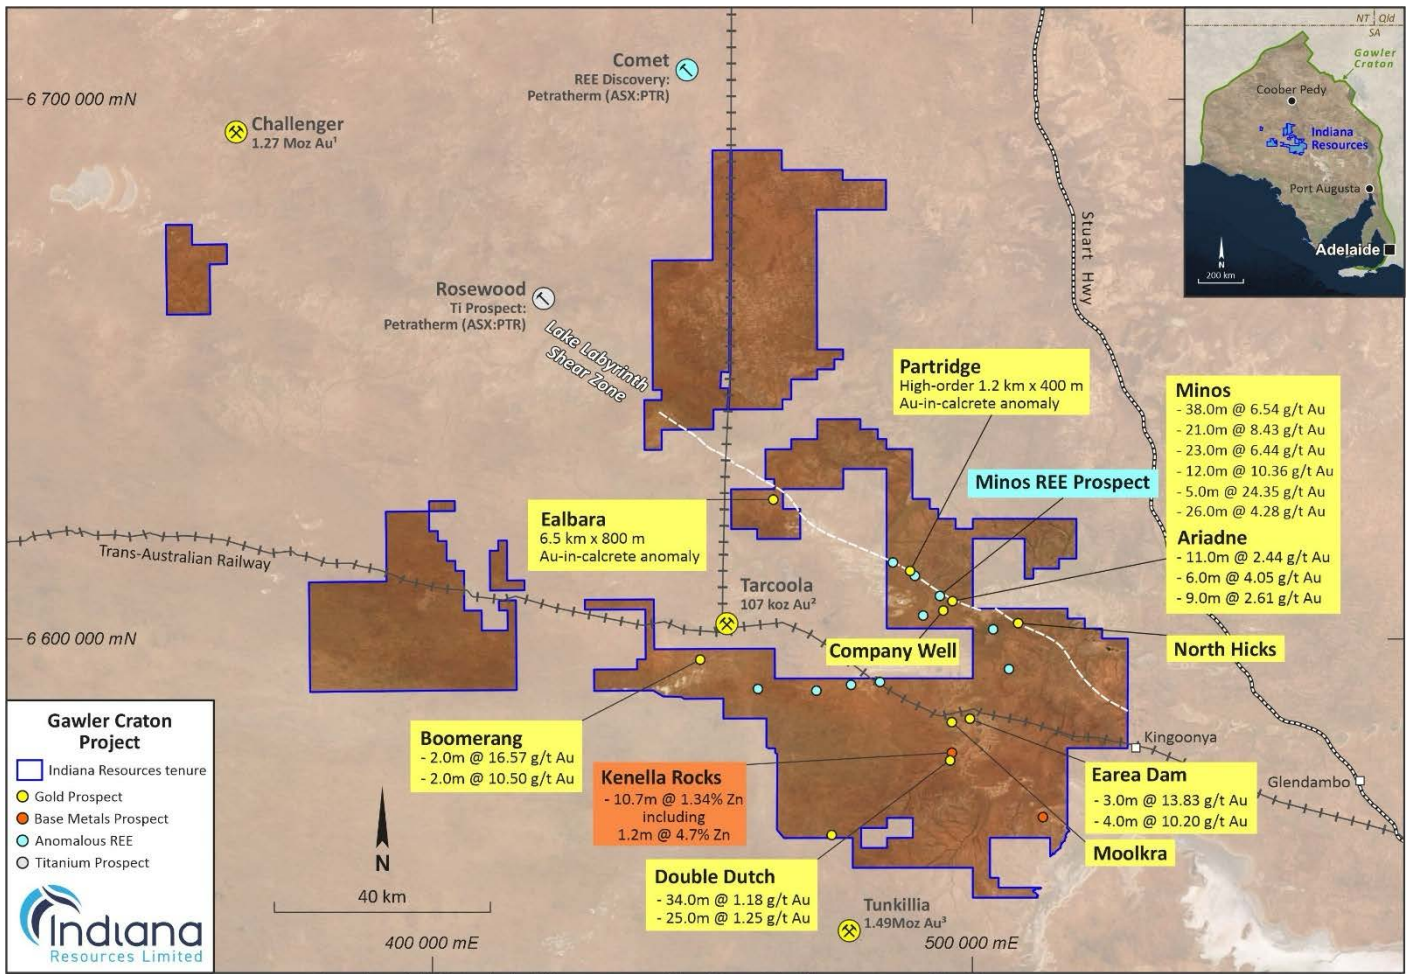 NT
Qld
SA
Gawler
Craton
Coober Pedy
Indiana
Resources
Port Augusta
Adelaide
N
200 km
Comet
REE Discovery:
Petratherm (ASX:PTR)
6 700 000 mN
Challenger
1.27 Moz Au¹
Stuart Hwy
Rosewood
Ti Prospect:
Petratherm (ASX:PTR)
Lake Labyrinth
Shear Zone
Partridge
High-order 1.2 km x 400 m
Au-in-calcrete anomaly
Minos
- 38.0m @ 6.54 g/t Au
- 21.0m @ 8.43 g/t Au
- 23.0m @ 6.44 g/t Au
- 12.0m @ 10.36 g/t Au
- 5.0m @ 24.35 g/t Au
- 26.0m @ 4.28 g/t Au
Ariadne
- 11.0m @ 2.44 g/t Au
- 6.0m @ 4.05 g/t Au
- 9.0m @ 2.61 g/t Au
Minos REE Prospect
Ealbara
6.5 km x 800 m
Au-in-calcrete anomaly
Trans-Australian Railway
Tarcoola
107 koz Au²
6 600 000 mN
Company Well
North Hicks
Boomerang
- 2.0m @ 16.57 g/t Au
- 2.0m @ 10.50 g/t Au
Kingoonya
Glendambo
Kenella Rocks
- 10.7m @ 1.34% Zn
including
1.2m @ 4.7% Zn
Earea Dam
- 3.0m @ 13.83 g/t Au
- 4.0m @ 10.20 g/t Au
Moolkra
Double Dutch
- 34.0m @ 1.18 g/t Au
- 25.0m @ 1.25 g/t Au
Tunkillia
1.49Moz Au³
Gawler Craton
Project
Indiana Resources tenure
Gold Prospect
Base Metals Prospect
Anomalous REE
Titanium Prospect
Indiana
Resources Limited
N
40 km
400 000 mE
500 000 mE